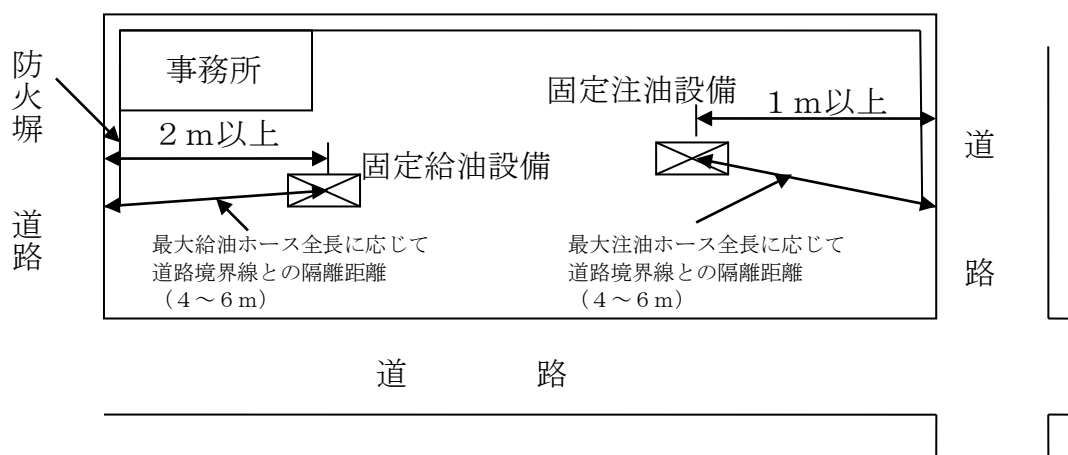 防火塀
事務所
固定注油設備
１ｍ以上
２ｍ以上
固定給油設備
道路
道路
最大給油ホース全長に応じて
道路境界線との隔離距離
（４～６ｍ）
最大注油ホース全長に応じて
道路境界線との隔離距離
（４～６ｍ）
道路